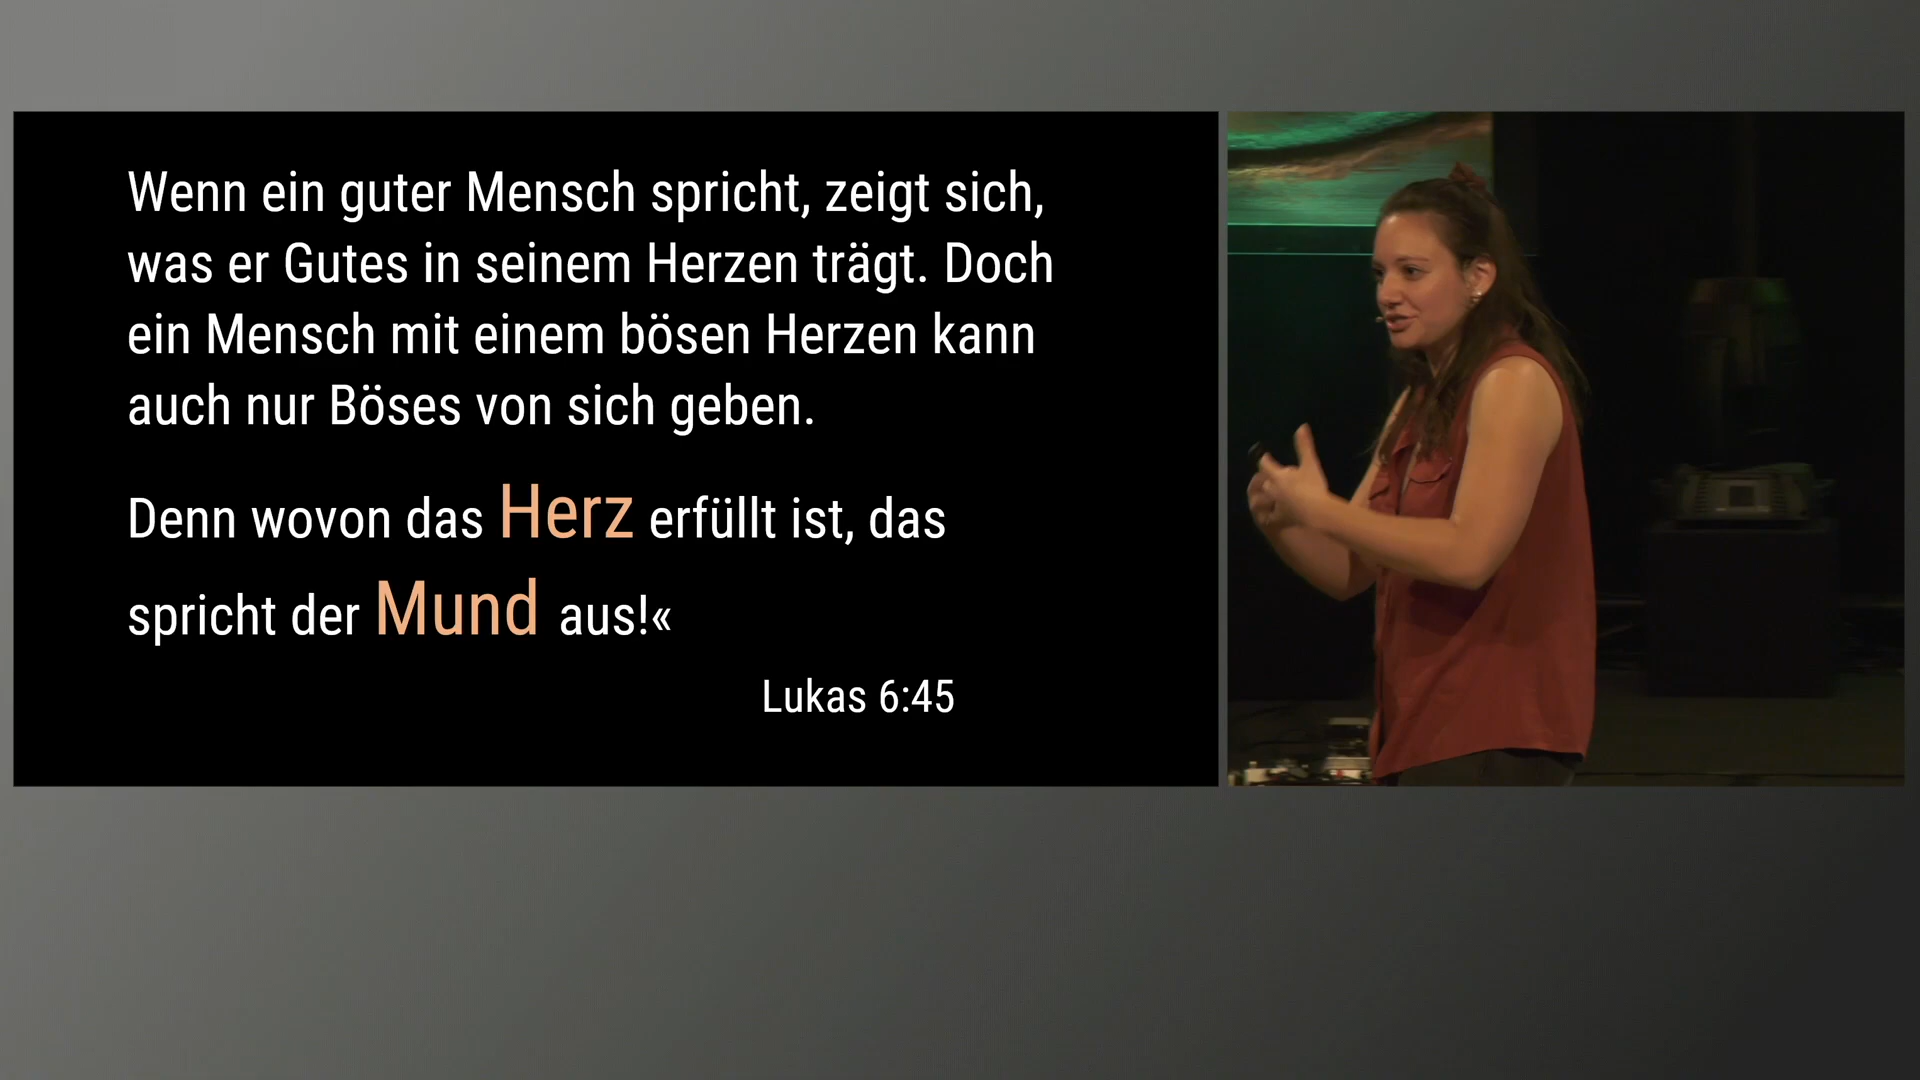 Wenn ein guter Mensch spricht, zeigt sich,
was er Gutes in seinem Herzen trägt. Doch
ein Mensch mit einem bösen Herzen kann
auch nur Böses von sich geben.
Denn wovon das Herz erfüllt ist, das
spricht der Mund aus!«
Lukas 6:45